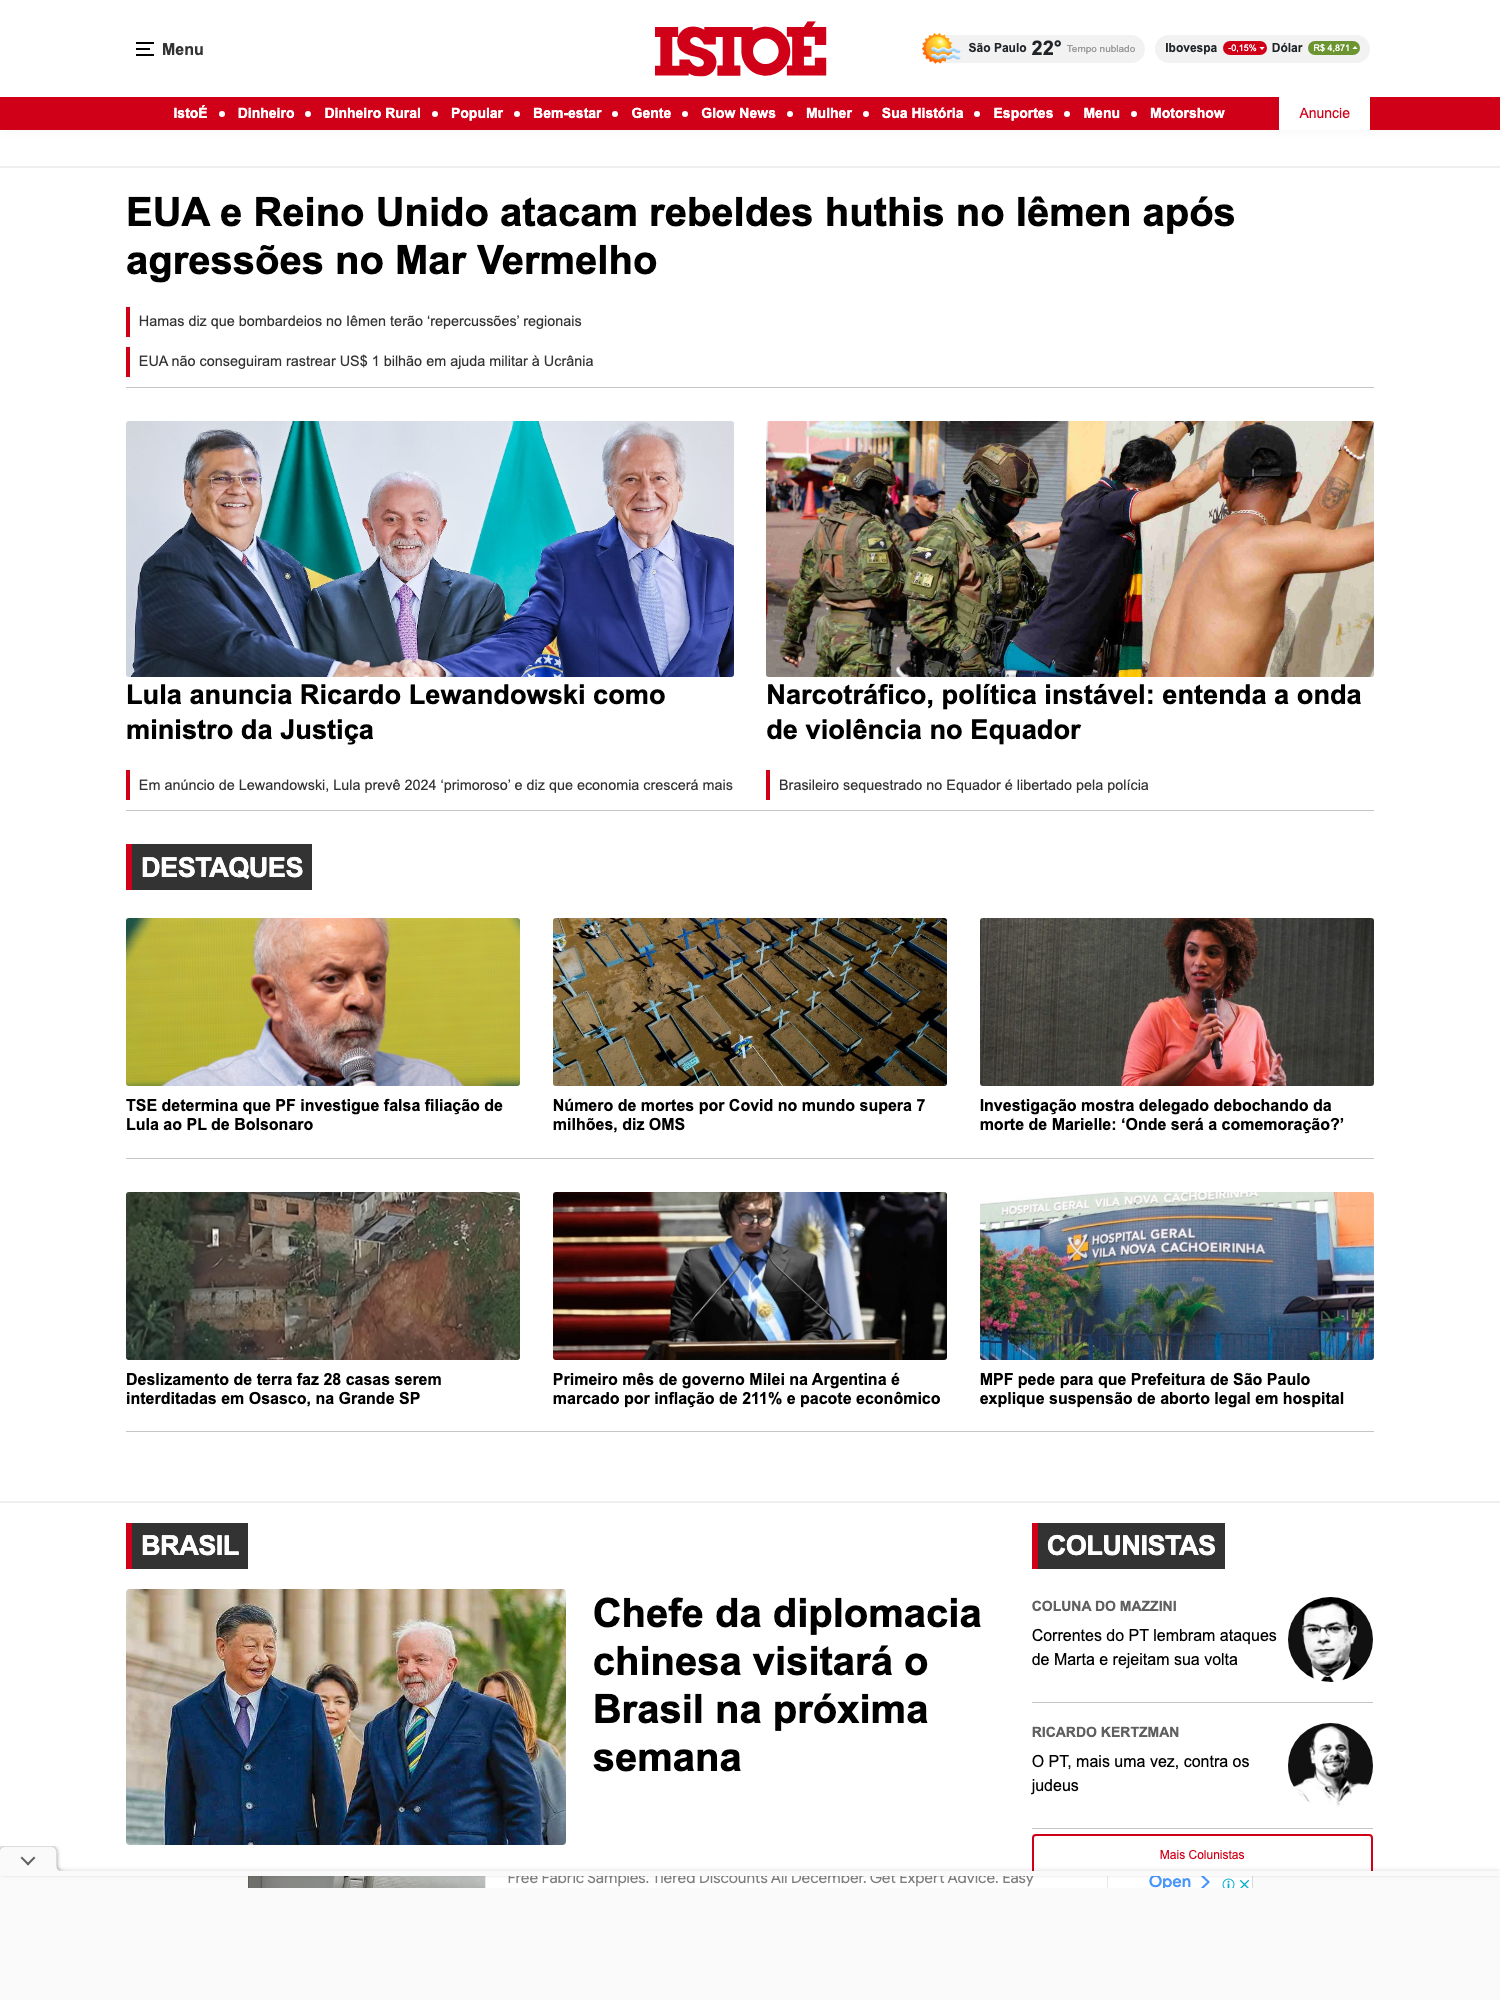 Menu
ISTOÉ
São Paulo 22° Tempo nublado
Ibovespa -0,15% Dólar R$ 4,871
IstoÉ • Dinheiro • Dinheiro Rural • Popular • Bem-estar • Gente • Glow News • Mulher • Sua História • Esportes • Menu • Motorshow
Anuncie
EUA e Reino Unido atacam rebeldes huthis no Iêmen após
agressões no Mar Vermelho
Hamas diz que bombardeios no Iêmen terão ‘repercussões’ regionais
EUA não conseguiram rastrear US$ 1 bilhão em ajuda militar à Ucrânia
Lula anuncia Ricardo Lewandowski como
ministro da Justiça
Em anúncio de Lewandowski, Lula prevê 2024 ‘primoroso’ e diz que economia crescerá mais
Narcotráfico, política instável: entenda a onda
de violência no Equador
Brasileiro sequestrado no Equador é libertado pela polícia
DESTAQUES
TSE determina que PF investigue falsa filiação de
Lula ao PL de Bolsonaro
Número de mortes por Covid no mundo supera 7
milhões, diz OMS
Investigação mostra delegado debochando da
morte de Marielle: ‘Onde será a comemoração?’
Deslizamento de terra faz 28 casas serem
interditadas em Osasco, na Grande SP
Primeiro mês de governo Milei na Argentina é
marcado por inflação de 211% e pacote econômico
HOSPITAL GERAL VILA NOVA CACHOEIRINHA
HOSPITAL GERAL
VILA NOVA CACHOEIRINHA
MPF pede para que Prefeitura de São Paulo
explique suspensão de aborto legal em hospital
BRASIL
Chefe da diplomacia
chinesa visitará o
Brasil na próxima
semana
COLUNISTAS
COLUNA DO MAZZINI
Correntes do PT lembram ataques
de Marta e rejeitam sua volta
RICARDO KERTZMAN
O PT, mais uma vez, contra os
judeus
Mais Colunistas
Free Fabric Samples. Tiered Discounts All December. Get Expert Advice. Easy
Open